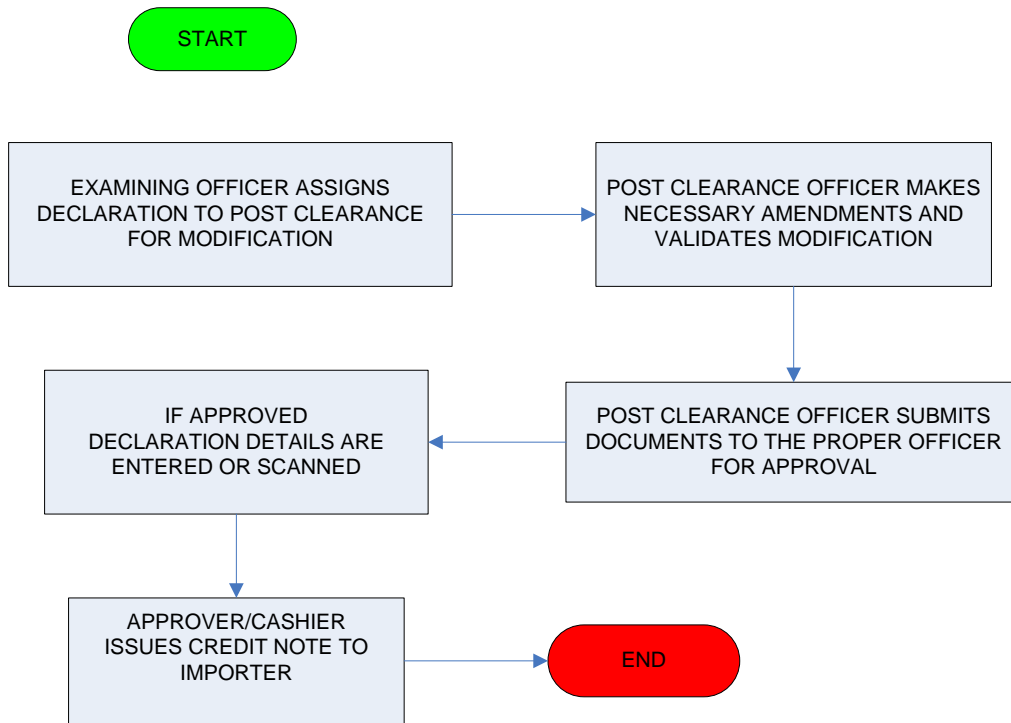 START
EXAMINING OFFICER ASSIGNS
DECLARATION TO POST CLEARANCE
FOR MODIFICATION
POST CLEARANCE OFFICER MAKES
NECESSARY AMENDMENTS AND
VALIDATES MODIFICATION
POST CLEARANCE OFFICER SUBMITS
DOCUMENTS TO THE PROPER OFFICER
FOR APPROVAL
IF APPROVED
DECLARATION DETAILS ARE
ENTERED OR SCANNED
APPROVER/CASHIER
ISSUES CREDIT NOTE TO
IMPORTER
END